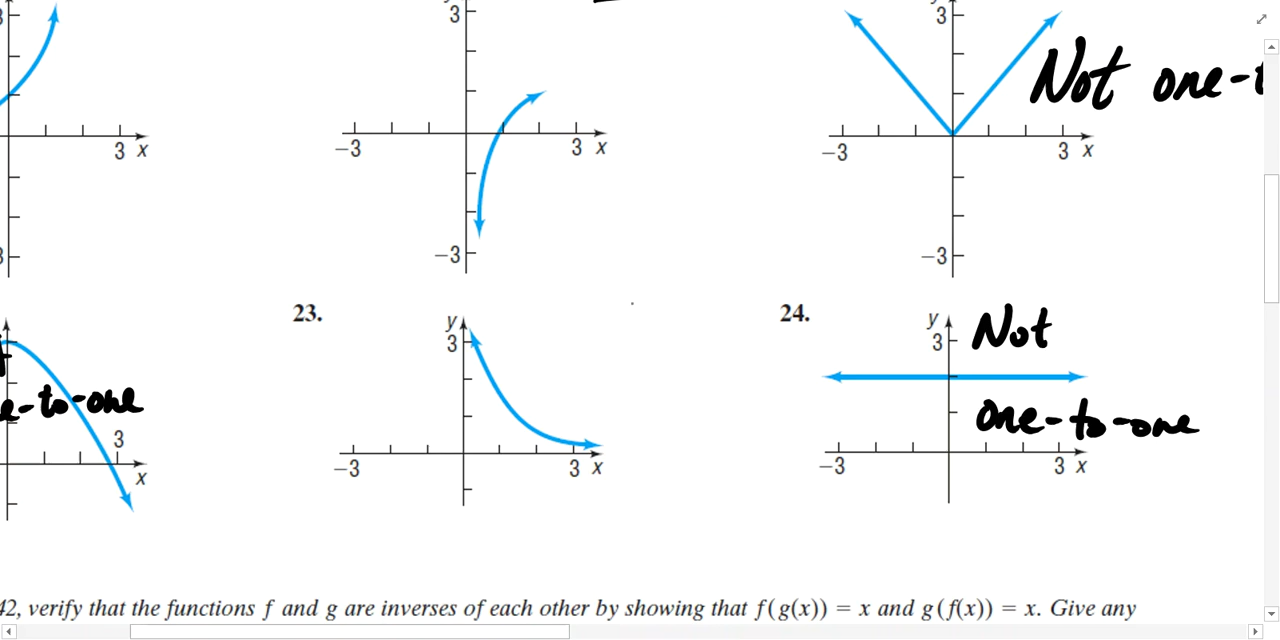 3
3
3
Not one-t
3 x
-3
3 x
-3
3 x
-3
-3
23.
24.
y
3
y
3
Not
e-to-one
one-to-one
3
x
-3
3 x
-3
3 x
42, verify that the functions f and g are inverses of each other by showing that f(g(x)) = x and g(f(x)) = x. Give any